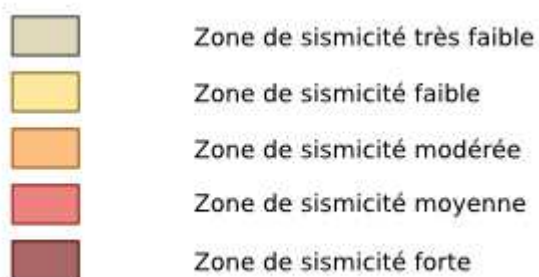 Zone de sismicité très faible
Zone de sismicité faible
Zone de sismicité modérée
Zone de sismicité moyenne
Zone de sismicité forte